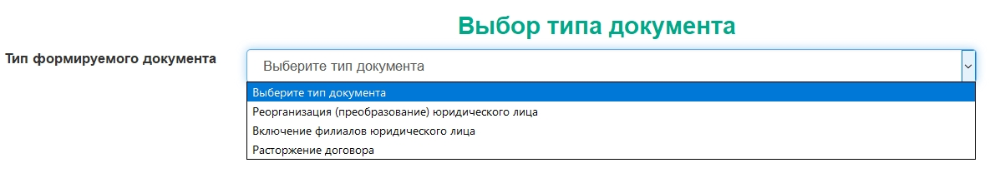 Выбор типа документа
Тип формируемого документа
Выберите тип документа
Выберите тип документа
Реорганизация (преобразование) юридического лица
Включение филиалов юридического лица
Расторжение договора